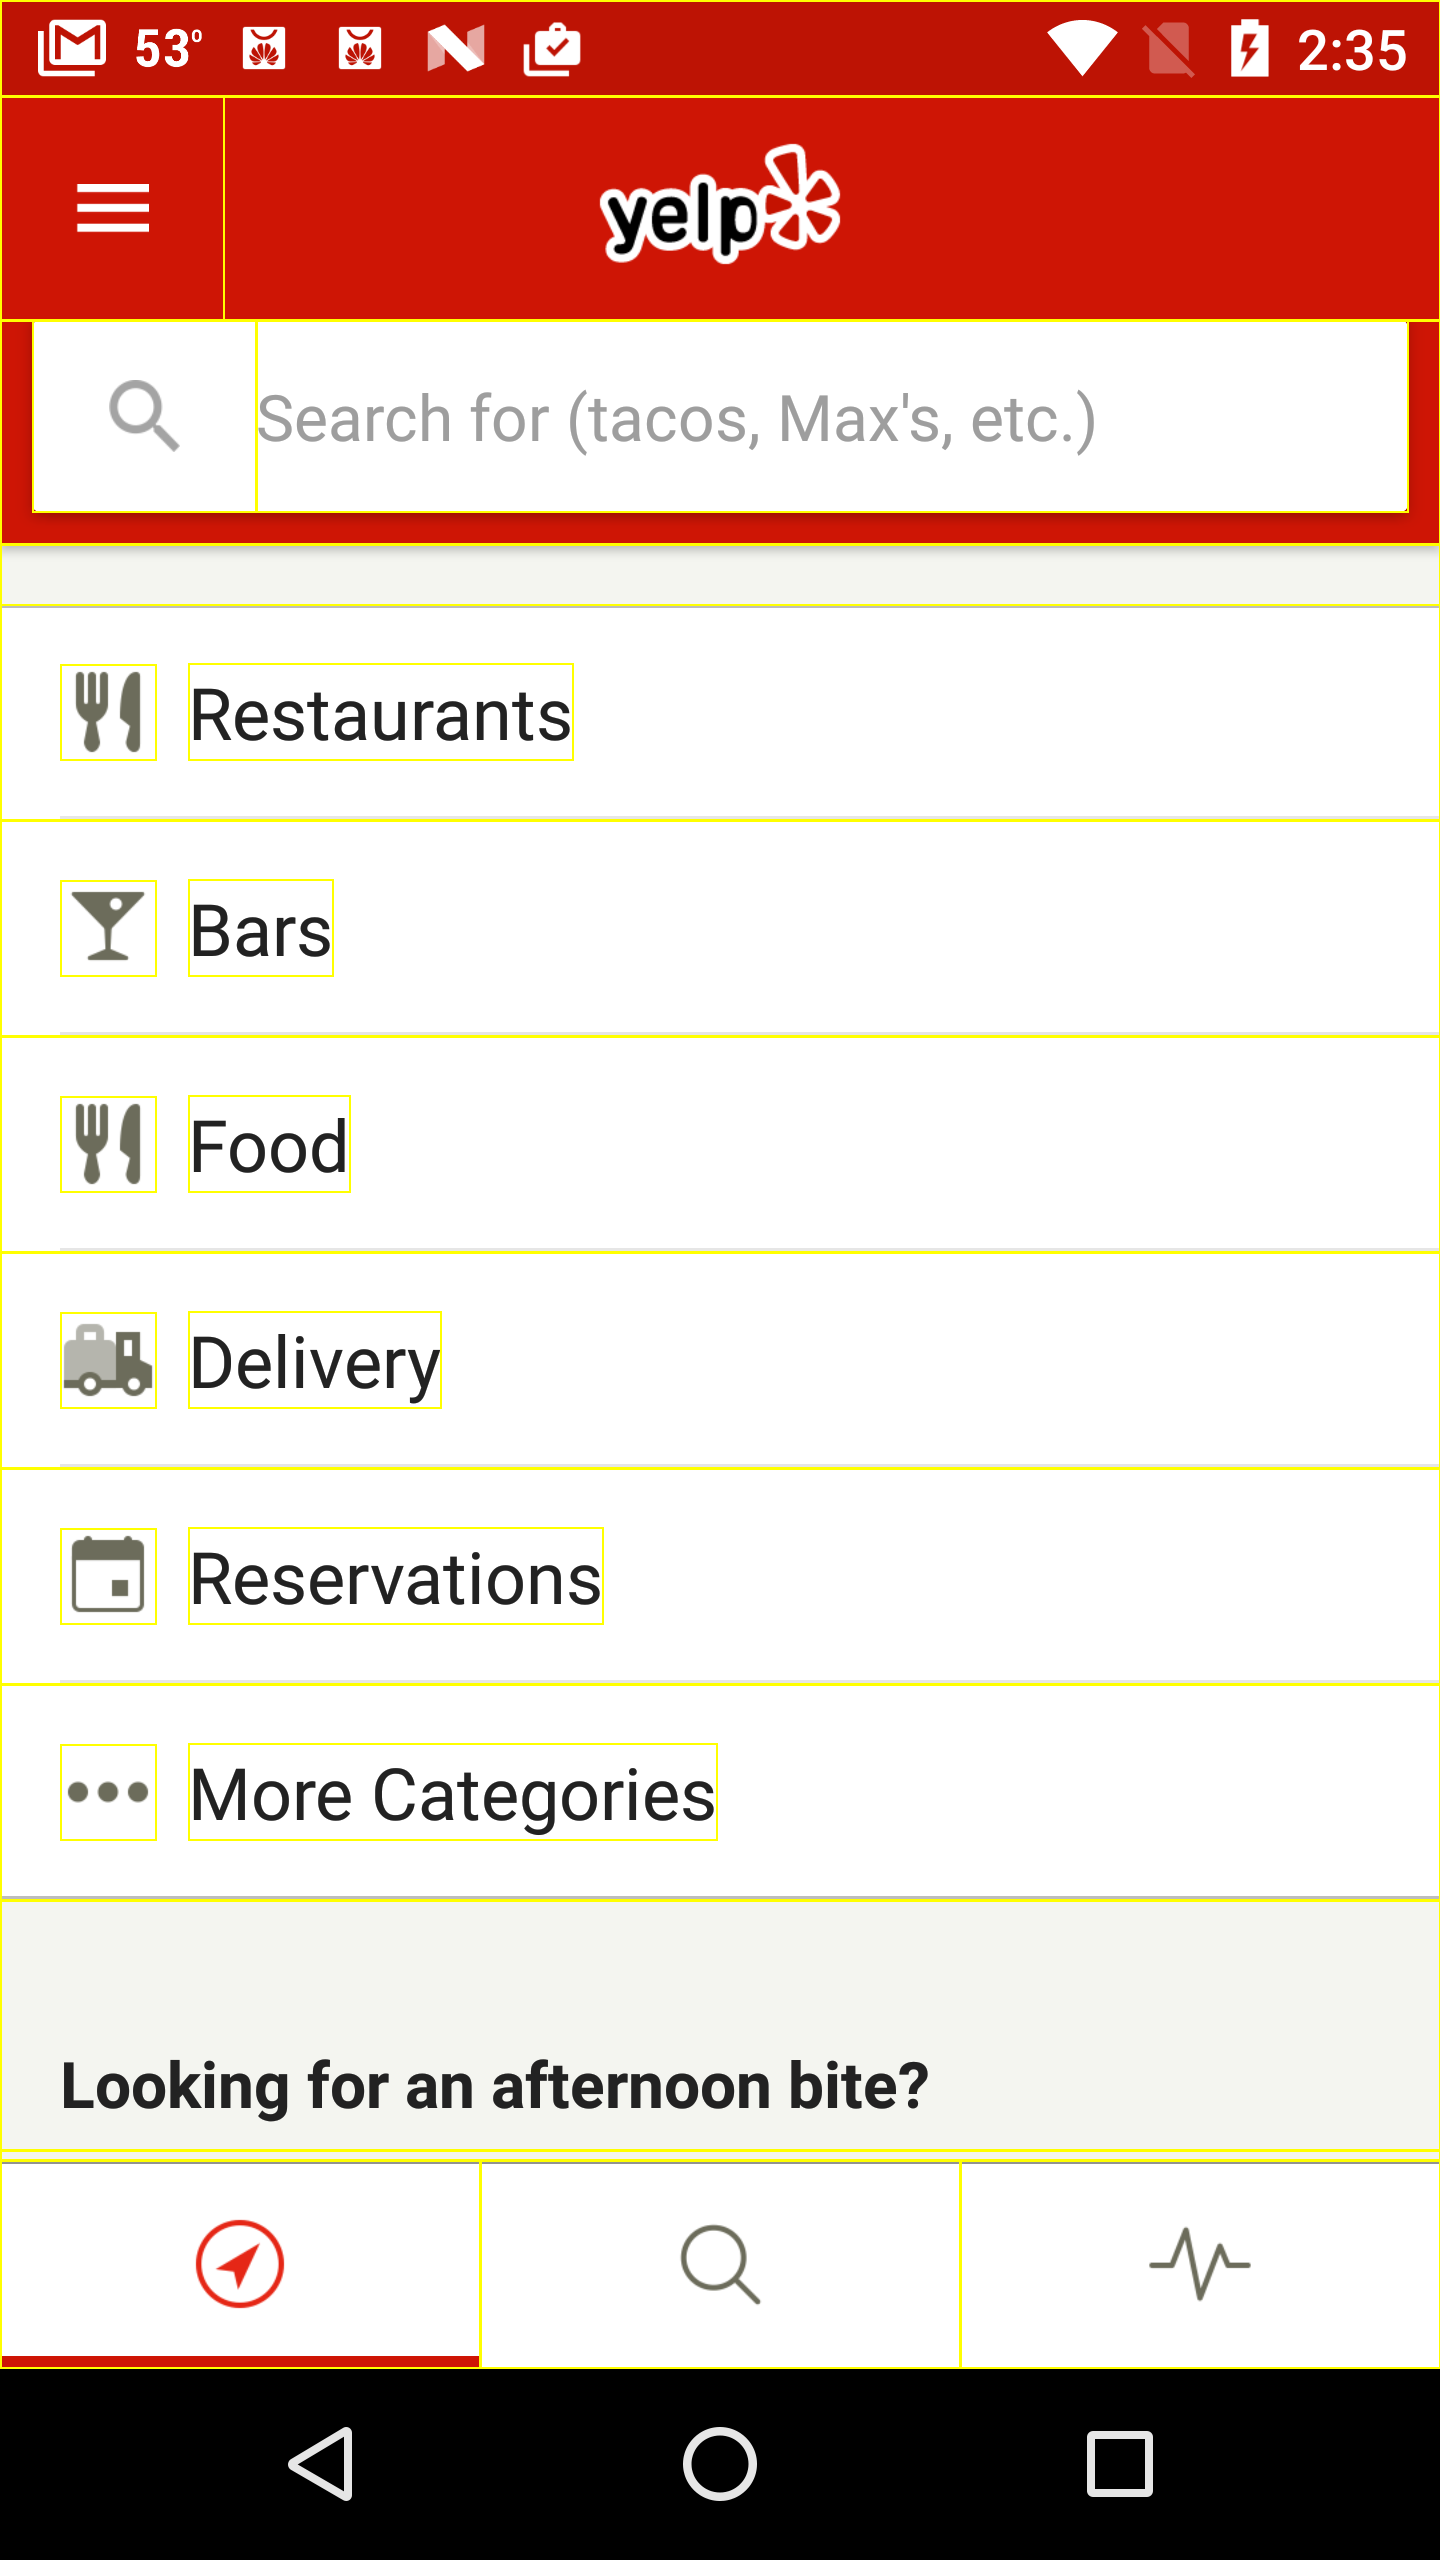 53° 2:35
yelp
Search for (tacos, Max's, etc.)
Restaurants
Bars
Food
Delivery
Reservations
More Categories
Looking for an afternoon bite?